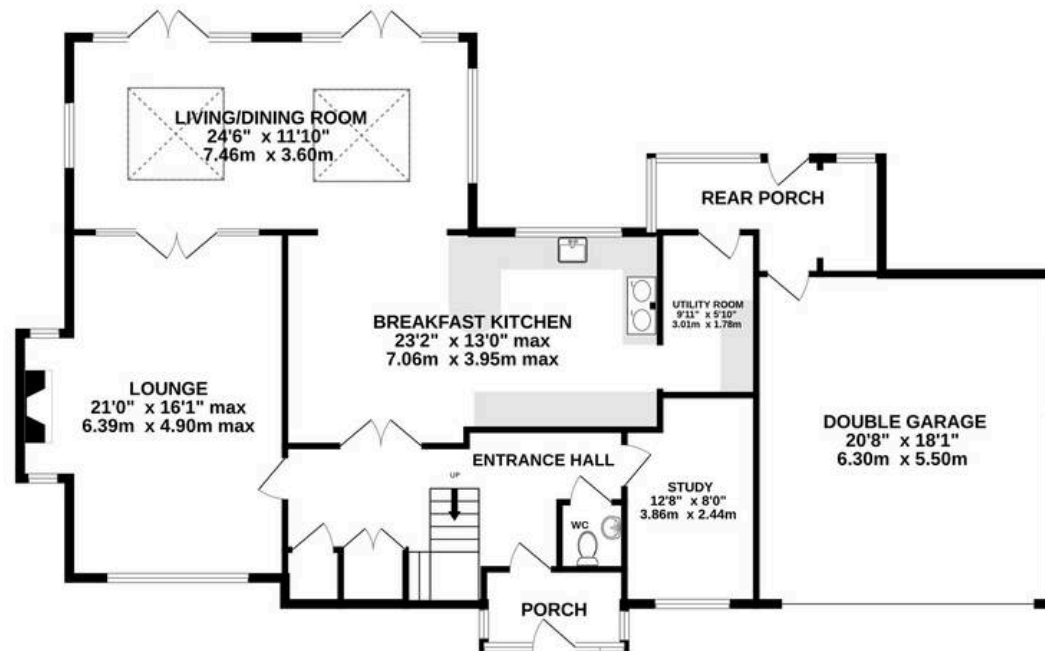 LIVING/DINING ROOM
24'6" x 11'10"
7.46m x 3.60m
REAR PORCH
UTILITY ROOM
9'11" x 5'10"
3.01m x 1.78m
BREAKFAST KITCHEN
23'2" x 13'0" max
7.06m x 3.95m max
LOUNGE
21'0" x 16'1" max
6.39m x 4.90m max
DOUBLE GARAGE
20'8" x 18'1"
6.30m x 5.50m
ENTRANCE HALL
UP
STUDY
12'8" x 8'0"
3.86m x 2.44m
WC
PORCH